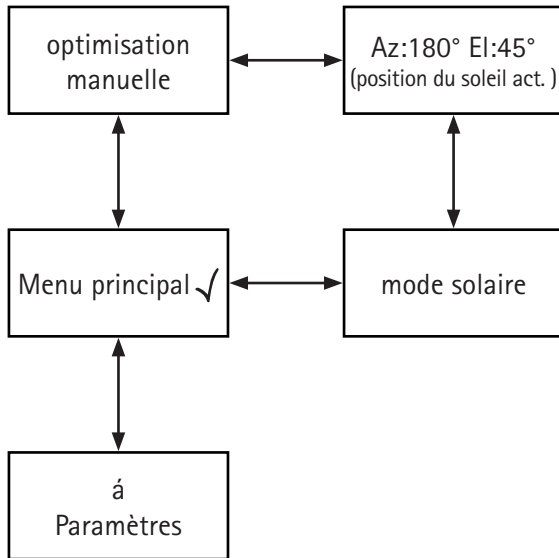 optimisation
manuelle
Az:180° El:45°
(position du soleil act. )
Menu principal √
mode solaire
á
Paramètres